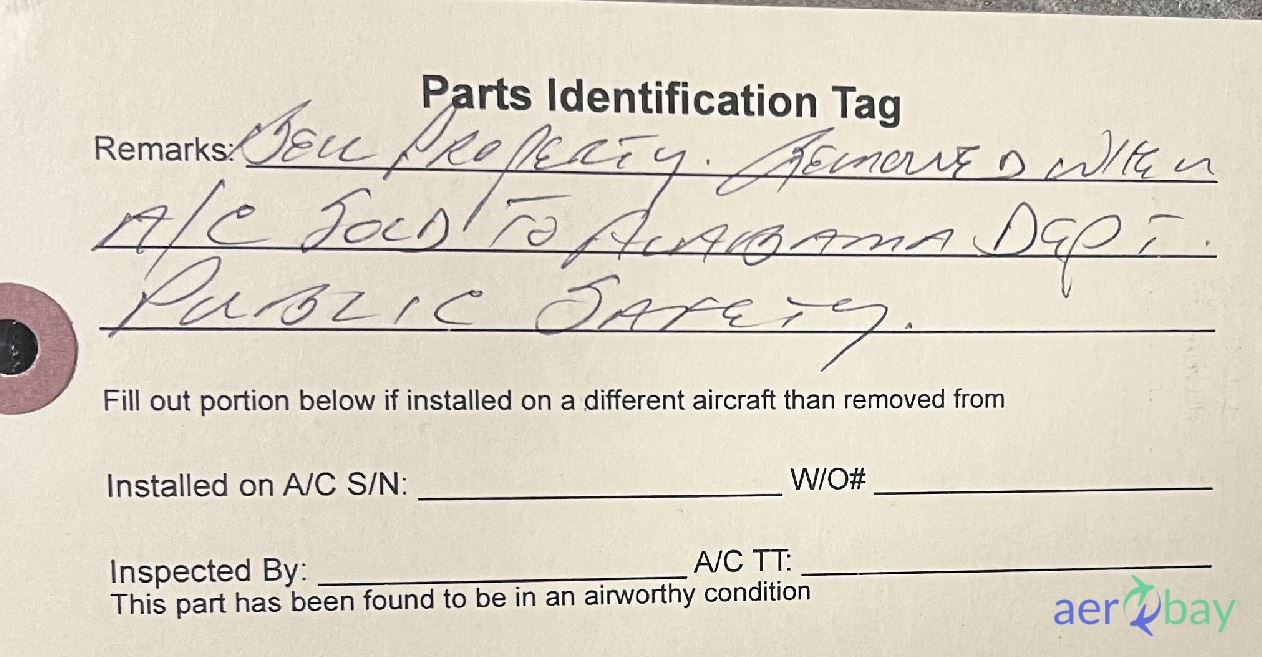 Parts Identification Tag
Remarks: BELL PROPERTY. REMOVED WHEN
A/C SOLD TO ALABAMA DEPT.
PUBLIC SAFETY.
Fill out portion below if installed on a different aircraft than removed from
Installed on A/C S/N: W/O#
Inspected By: A/C TT:
This part has been found to be in an airworthy condition
aerobay